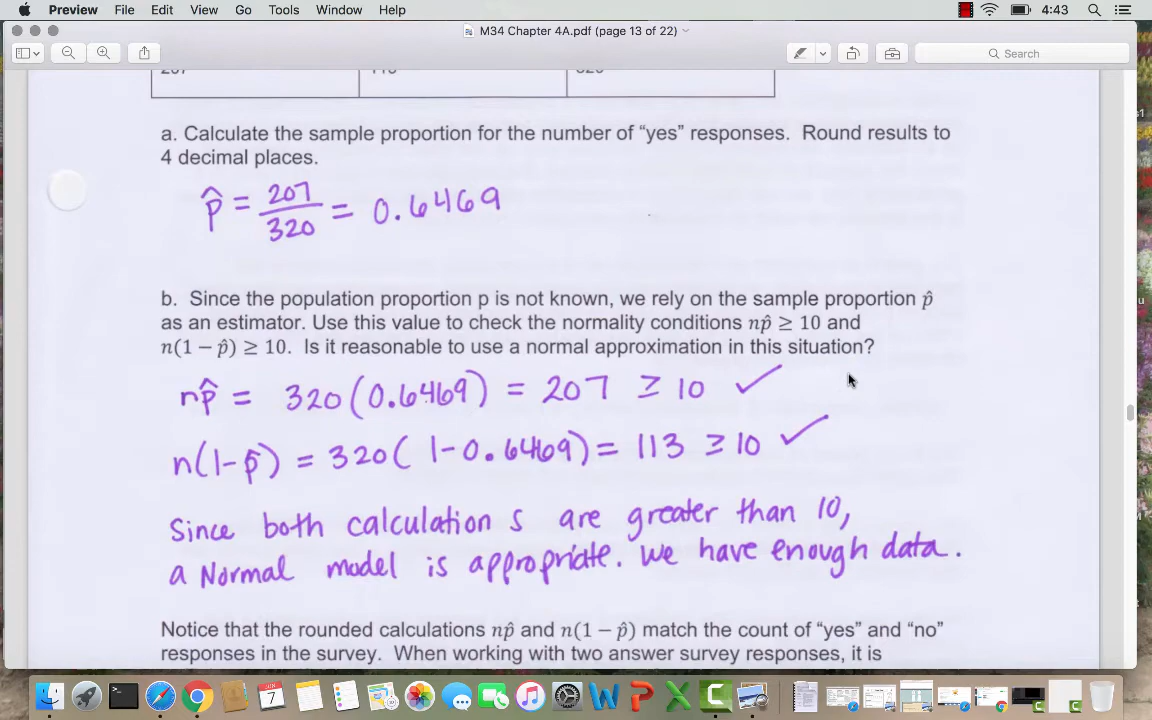 Preview File Edit View Go Tools Window Help 4:43
M34 Chapter 4A.pdf (page 13 of 22)
Search
a. Calculate the sample proportion for the number of “yes” responses. Round results to
4 decimal places.
p̂ = 207/320 = 0.6469
b. Since the population proportion p is not known, we rely on the sample proportion p̂
as an estimator. Use this value to check the normality conditions np̂ ≥ 10 and
n(1 − p̂) ≥ 10. Is it reasonable to use a normal approximation in this situation?
np̂ = 320(0.6469) = 207 ≥ 10 ✓
n(1-p̂) = 320(1-0.6469) = 113 ≥ 10 ✓
Since both calculations are greater than 10,
a Normal model is appropriate. We have enough data.
Notice that the rounded calculations np̂ and n(1 − p̂) match the count of “yes” and “no”
responses in the survey. When working with two answer survey responses, it is